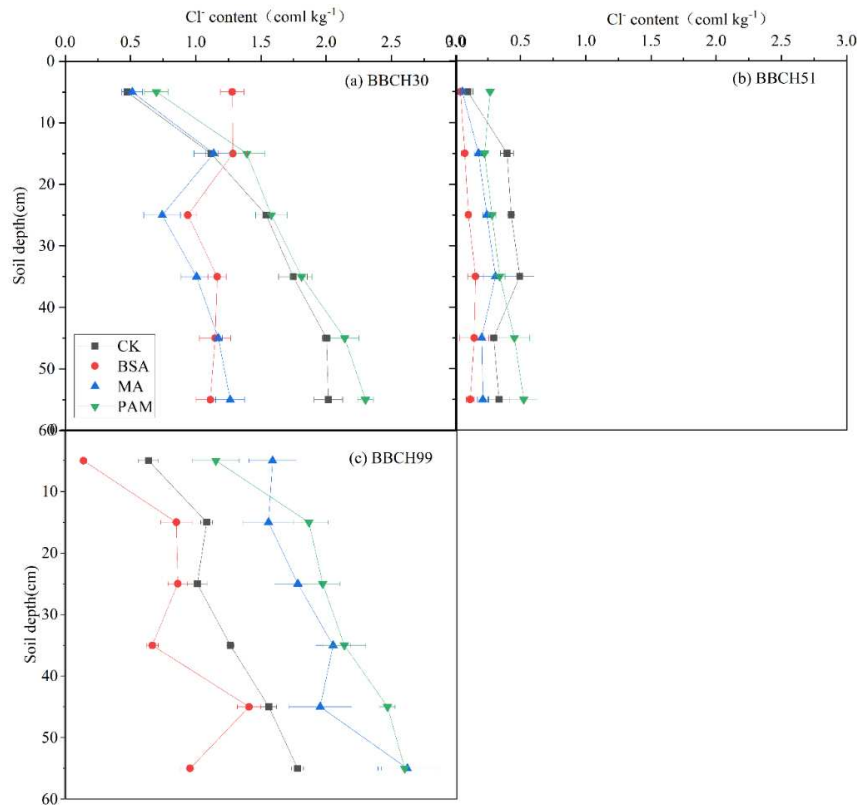 Cl⁻ content（coml kg⁻¹） Cl⁻ content（coml kg⁻¹）
0.0 0.5 1.0 1.5 2.0 2.5 3.0 0.0 0.5 1.0 1.5 2.0 2.5 3.0
0
(a) BBCH30 (b) BBCH51
10
20
30
40
50
60 0
Soil depth(cm)
CK
BSA
MA
PAM
(c) BBCH99
10
20
30
40
50
60
Soil depth(cm)